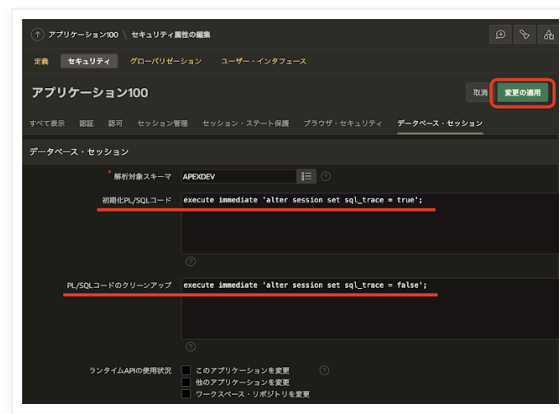 アプリケーション100 \ セキュリティ属性の編集
定義 セキュリティ グローバリゼーション ユーザー・インタフェース
アプリケーション100 取消 変更の適用
すべて表示 認証 認可 セッション管理 セッション・ステート保護 ブラウザ・セキュリティ データベース・セッション
データベース・セッション
* 解析対象スキーマ APEXDEV
初期化PL/SQLコード execute immediate 'alter session set sql_trace = true';
PL/SQLコードのクリーンアップ execute immediate 'alter session set sql_trace = false';
ランタイムAPIの使用状況 このアプリケーションを変更
他のアプリケーションを変更
ワークスペース・リポジトリを変更